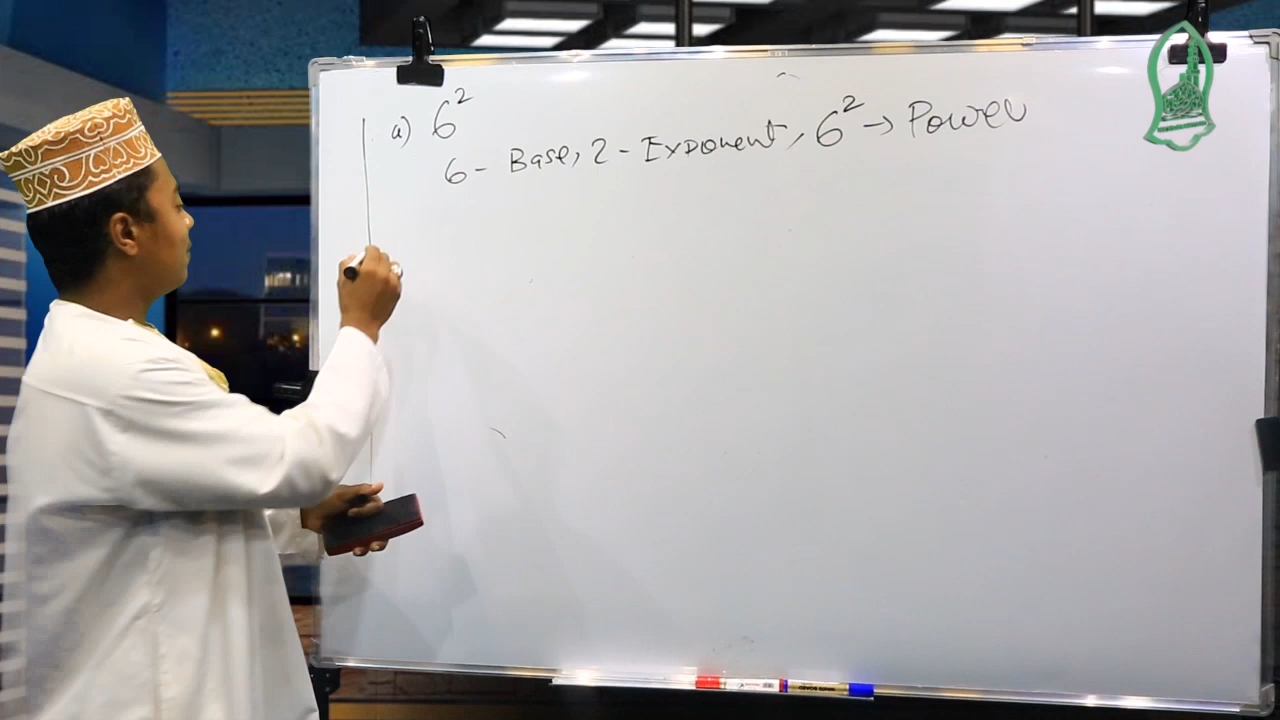 a) 6²
6 - Base, 2 - Exponent, 6² → Power